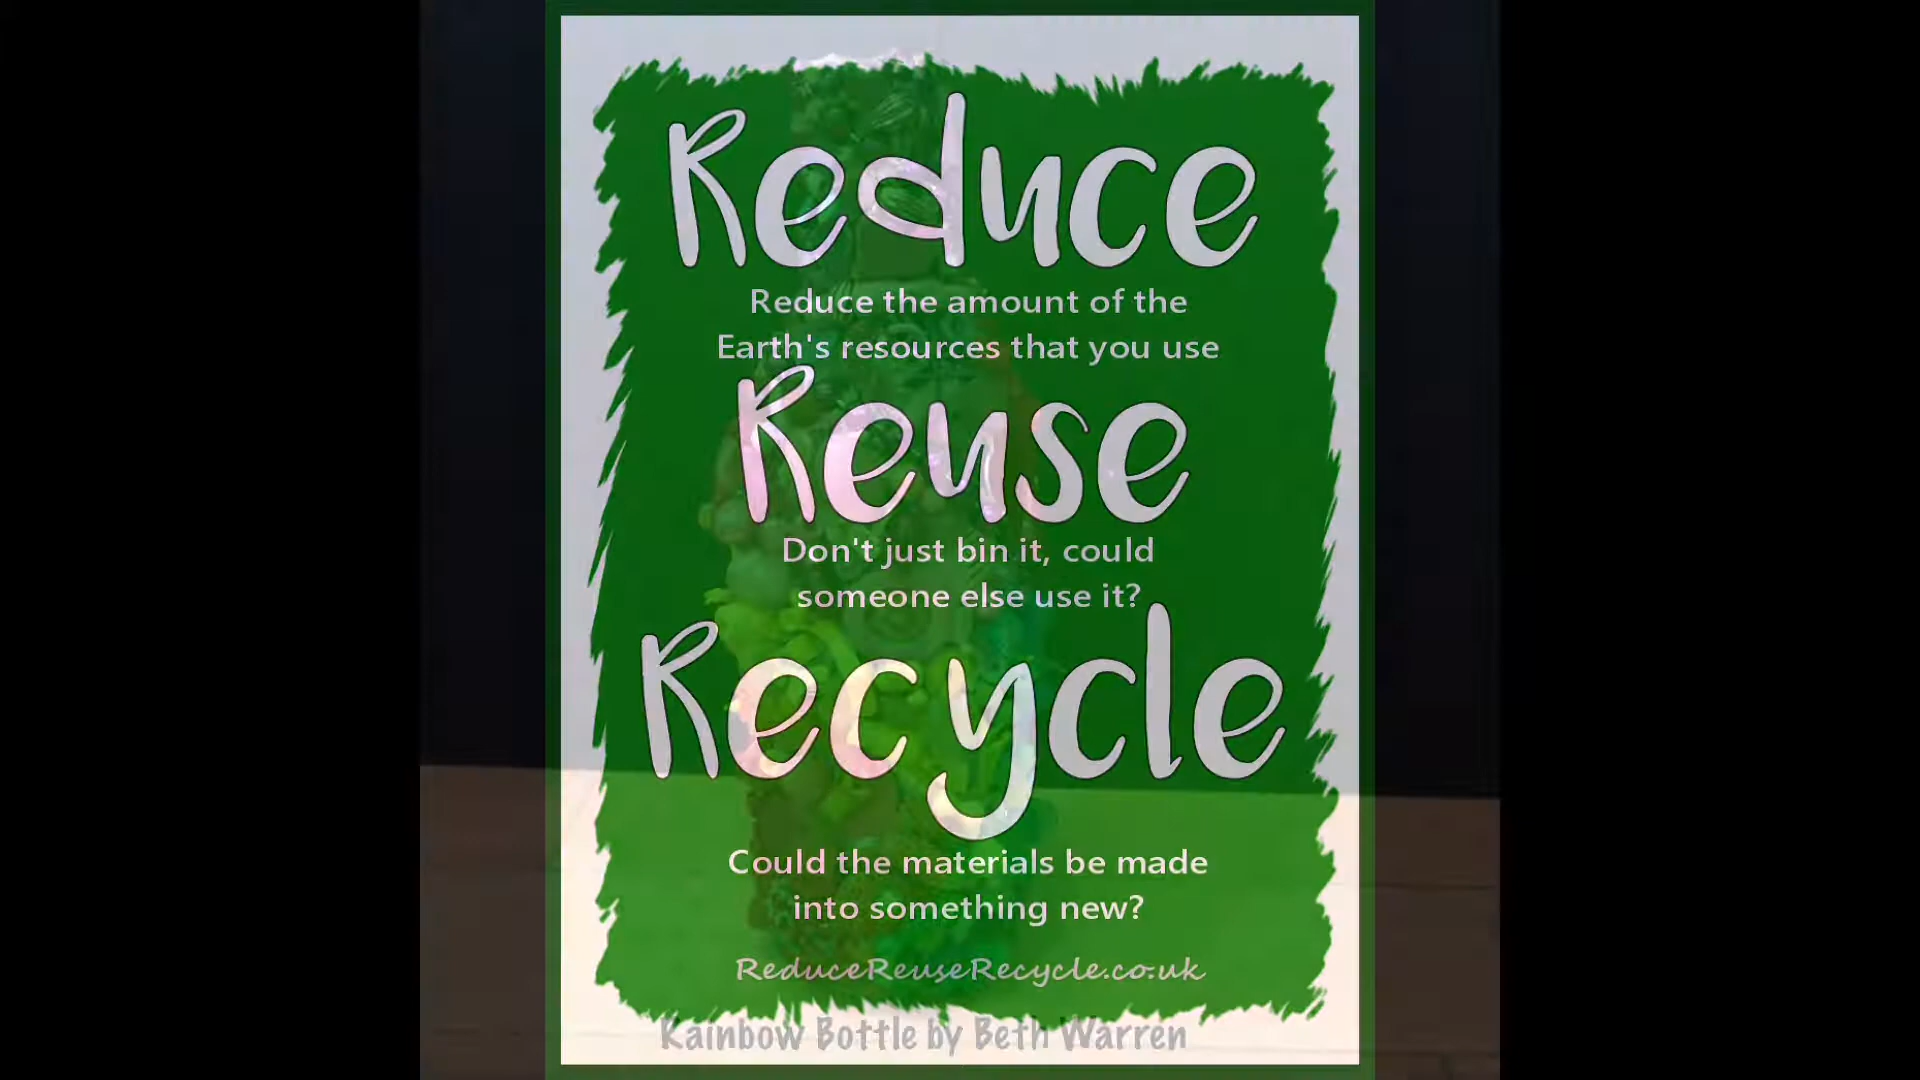 Reduce
Reduce the amount of the
Earth's resources that you use
Reuse
Don't just bin it, could
someone else use it?
Recycle
Could the materials be made
into something new?
ReduceReuseRecycle.co.uk
Rainbow Bottle by Beth Warren